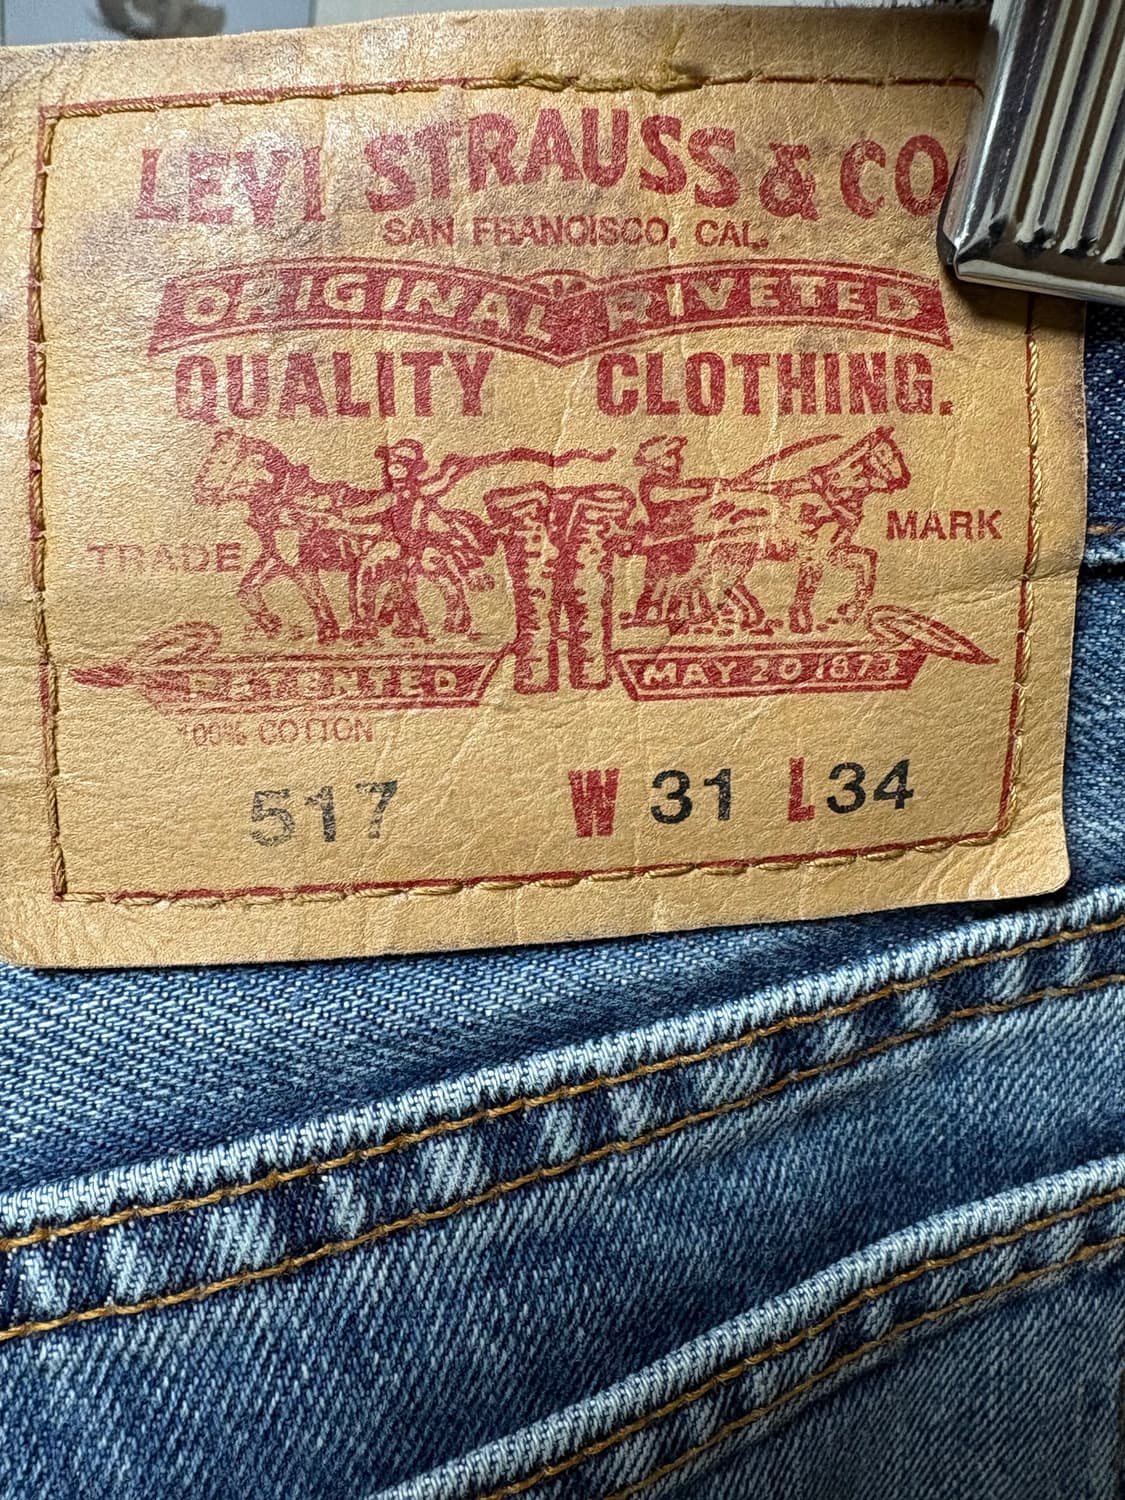 LEVI STRAUSS & CO
SAN FRANCISCO, CAL.
ORIGINAL RIVETED
QUALITY CLOTHING.
TRADE MARK
PATENTED MAY 20 1873
100% COTTON
517 W 31 L 34